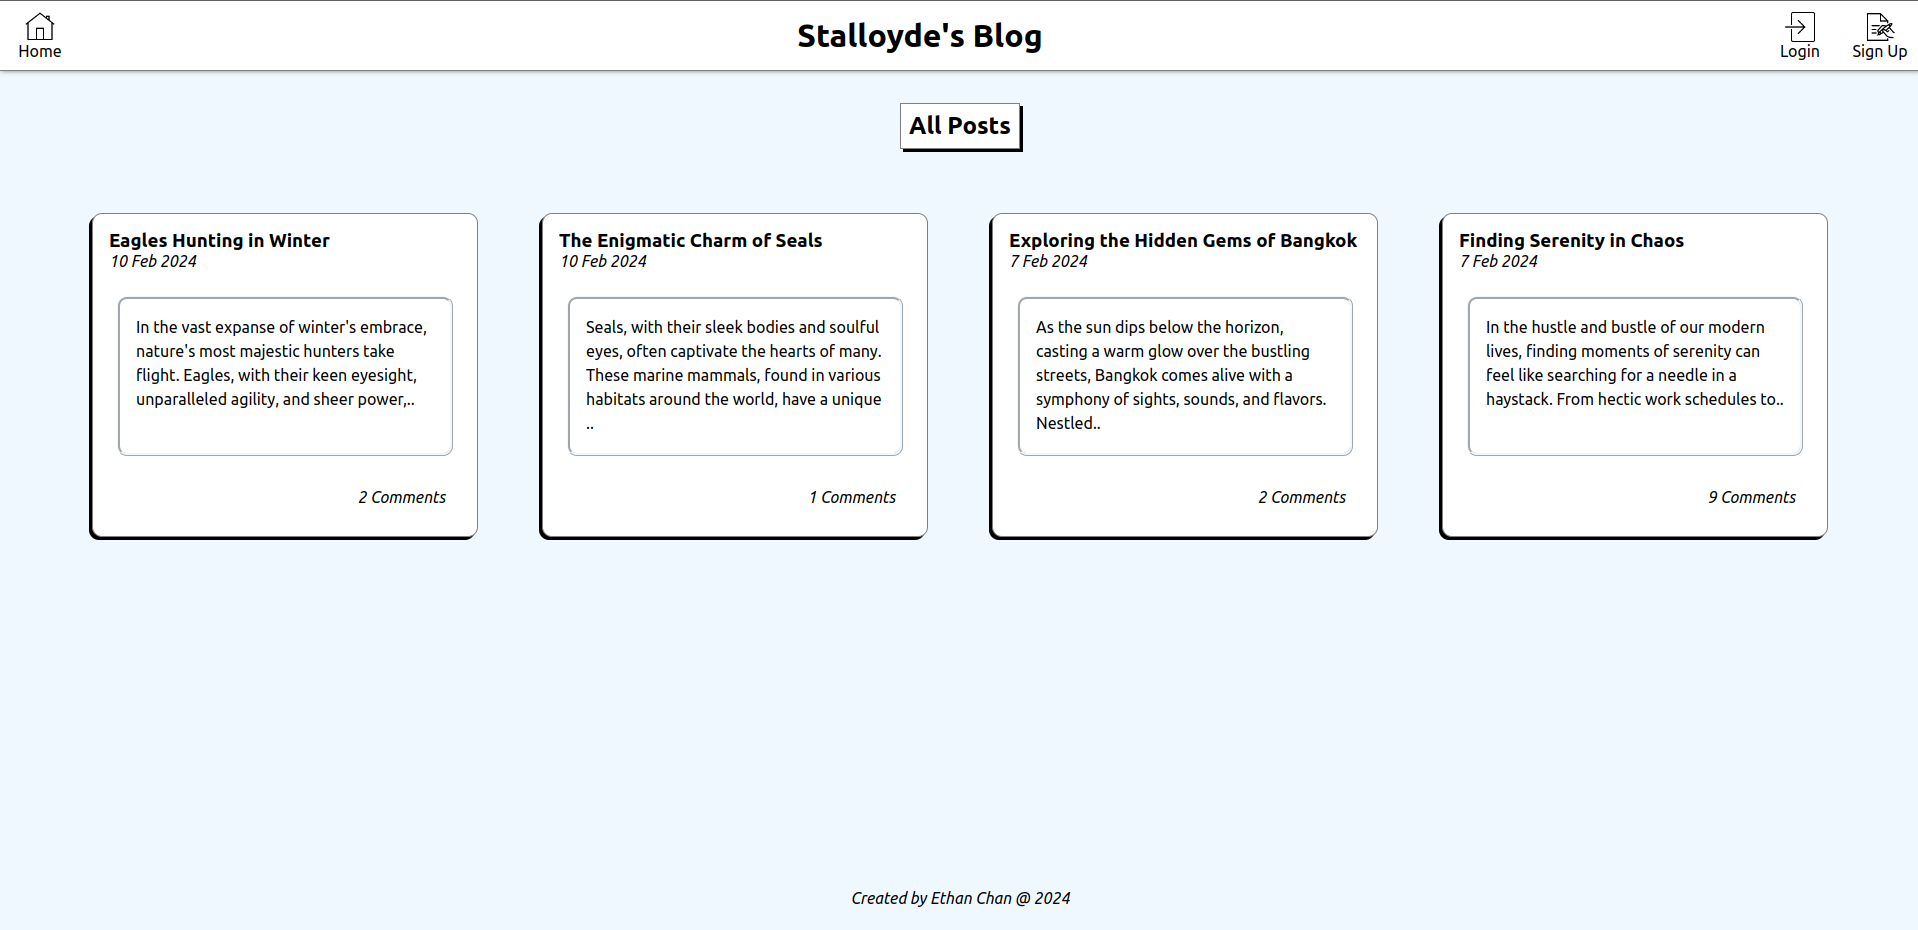 Home
Stalloyde's Blog
Login
Sign Up
All Posts
Eagles Hunting in Winter
10 Feb 2024
In the vast expanse of winter's embrace,
nature's most majestic hunters take
flight. Eagles, with their keen eyesight,
unparalleled agility, and sheer power,..
2 Comments
The Enigmatic Charm of Seals
10 Feb 2024
Seals, with their sleek bodies and soulful
eyes, often captivate the hearts of many.
These marine mammals, found in various
habitats around the world, have a unique
..
1 Comments
Exploring the Hidden Gems of Bangkok
7 Feb 2024
As the sun dips below the horizon,
casting a warm glow over the bustling
streets, Bangkok comes alive with a
symphony of sights, sounds, and flavors.
Nestled..
2 Comments
Finding Serenity in Chaos
7 Feb 2024
In the hustle and bustle of our modern
lives, finding moments of serenity can
feel like searching for a needle in a
haystack. From hectic work schedules to..
9 Comments
Created by Ethan Chan @ 2024